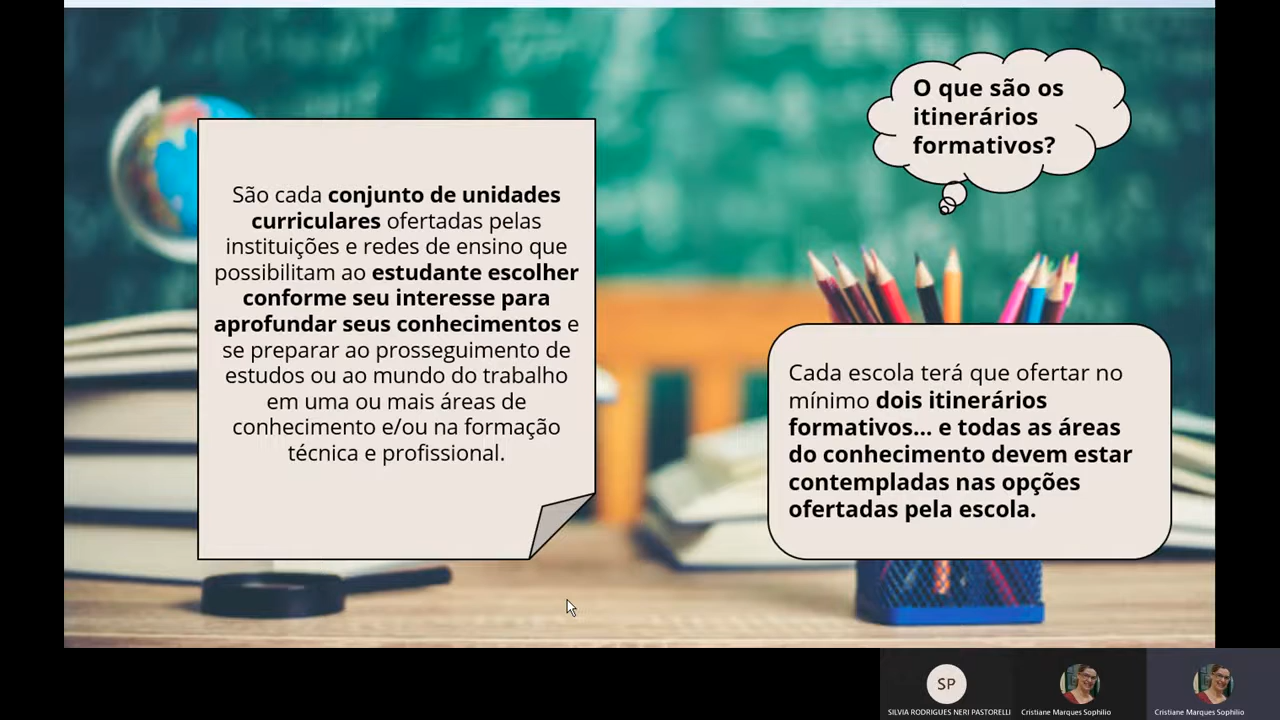 O que são os
itinerários
formativos?
São cada conjunto de unidades
curriculares ofertadas pelas
instituições e redes de ensino que
possibilitam ao estudante escolher
conforme seu interesse para
aprofundar seus conhecimentos e
se preparar ao prosseguimento de
estudos ou ao mundo do trabalho
em uma ou mais áreas de
conhecimento e/ou na formação
técnica e profissional.
Cada escola terá que ofertar no
mínimo dois itinerários
formativos... e todas as áreas
do conhecimento devem estar
contempladas nas opções
ofertadas pela escola.
SP
SILVIA RODRIGUES NERI PASTORELLI
Cristiane Marques Sophilio
Cristiane Marques Sophilio